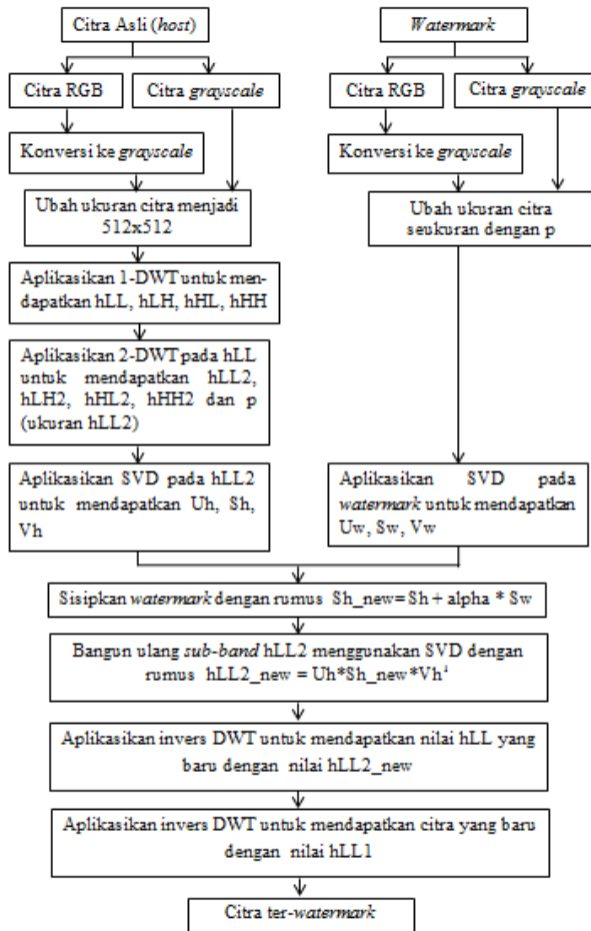 Citra Asli (host)
Watermark
Citra RGB
Citra grayscale
Citra RGB
Citra grayscale
Konversi ke grayscale
Konversi ke grayscale
Ubah ukuran citra menjadi
512x512
Ubah ukuran citra
seukuran dengan p
Aplikasikan 1-DWT untuk men-
dapatkan hLL, hLH, hHL, hHH
Aplikasikan 2-DWT pada hLL
untuk mendapatkan hLL2,
hLH2, hHL2, hHH2 dan p
(ukuran hLL2)
Aplikasikan SVD pada hLL2
untuk mendapatkan Uh, Sh,
Vh
Aplikasikan SVD pada
watermark untuk mendapatkan
Uw, Sw, Vw
Sisipkan watermark dengan rumus Sh_new= Sh + alpha * Sw
Bangun ulang sub-band hLL2 menggunakan SVD dengan
rumus hLL2_new = Uh*Sh_new*Vh
Aplikasikan invers DWT untuk mendapatkan nilai hLL yang
baru dengan nilai hLL2_new
Aplikasikan invers DWT untuk mendapatkan citra yang baru
dengan nilai hLL1
Citra ter-watermark